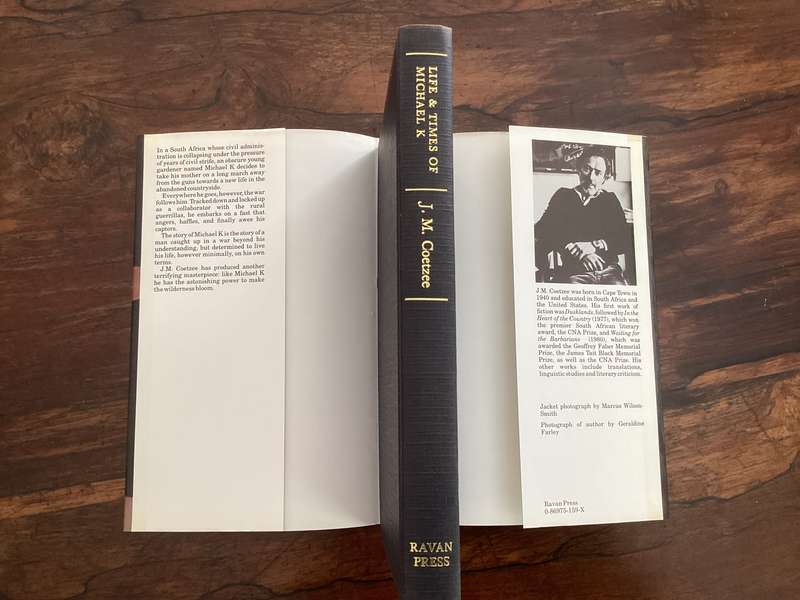 In a South Africa whose civil adminis-
tration is collapsing under the pressure
of years of civil strife, an obscure young
gardener named Michael K decides to
take his mother on a long march away
from the guns towards a new life in the
abandoned countryside.
Everywhere he goes, however, the war
follows him. Tracked down and locked up
as a collaborator with the rural
guerrillas, he embarks on a fast that
angers, baffles, and finally awes his
captors.
The story of Michael K is the story of a
man caught up in a war beyond his
understanding, but determined to live
his life, however minimally, on his own
terms.
J.M. Coetzee has produced another
terrifying masterpiece: like Michael K
he has the astonishing power to make
the wilderness bloom.
LIFE & TIMES OF
MICHAEL K
J. M. Coetzee
RAVAN
PRESS
J.M. Coetzee was born in Cape Town in
1940 and educated in South Africa and
the United States. His first work of
fiction was Dusklands, followed by In the
Heart of the Country (1977), which won
the premier South African literary
award, the CNA Prize, and Waiting for
the Barbarians (1980), which was
awarded the Geoffrey Faber Memorial
Prize, the James Tait Black Memorial
Prize, as well as the CNA Prize. His
other works include translations,
linguistic studies and literary criticism.
Jacket photograph by Marcus Wilson-
Smith
Photograph of author by Geraldine
Farley
Ravan Press
0-86975-159-X